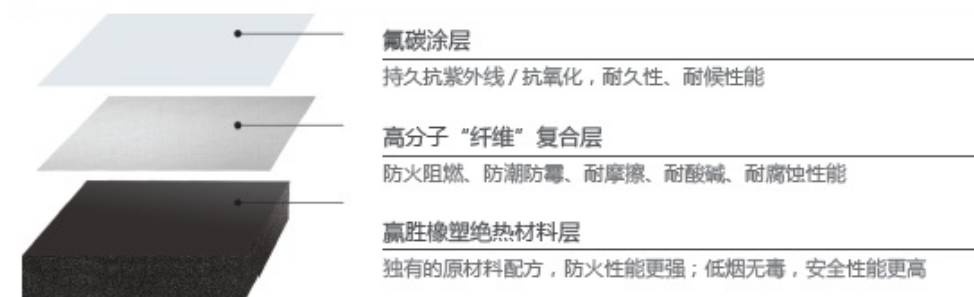 氟碳涂层
持久抗紫外线 / 抗氧化，耐久性、耐候性能
高分子“纤维”复合层
防火阻燃、防潮防霉、耐摩擦、耐酸碱、耐腐蚀性能
赢胜橡塑绝热材料层
独有的原材料配方，防火性能更强；低烟无毒，安全性能更高